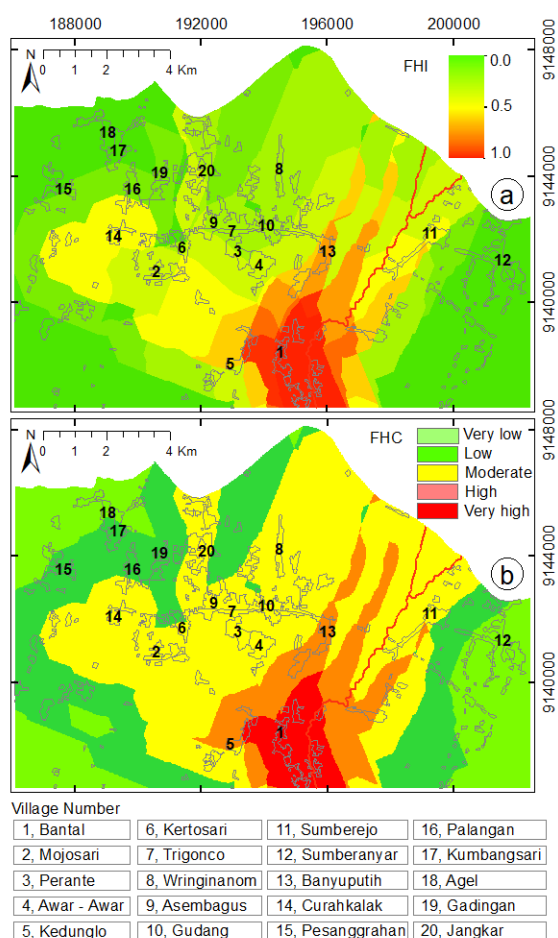 188000 192000 196000 200000
N
0 1 2 4 Km
FHI
0.0
0.5
1.0
9148000
9144000
9140000
a
18
17
15 16 19 20 8
14 6 9 7 10
2 3 4 13 11 12
5 1
N
0 1 2 4 Km
FHC
Very low
Low
Moderate
High
Very high
9148000
9144000
9140000
b
18
17
15 16 19 20 8
14 6 9 7 10
2 3 4 13 11 12
5 1
Village Number
1, Bantal 6, Kertosari 11, Sumberejo 16, Palangan
2, Mojosari 7, Trigonco 12, Sumberanyar 17, Kumbangsari
3, Perante 8, Wringinanom 13, Banyuputih 18, Agel
4, Awar - Awar 9, Asembagus 14, Curahkalak 19, Gadingan
5, Kedunglo 10, Gudang 15, Pesanggrahan 20, Jangkar